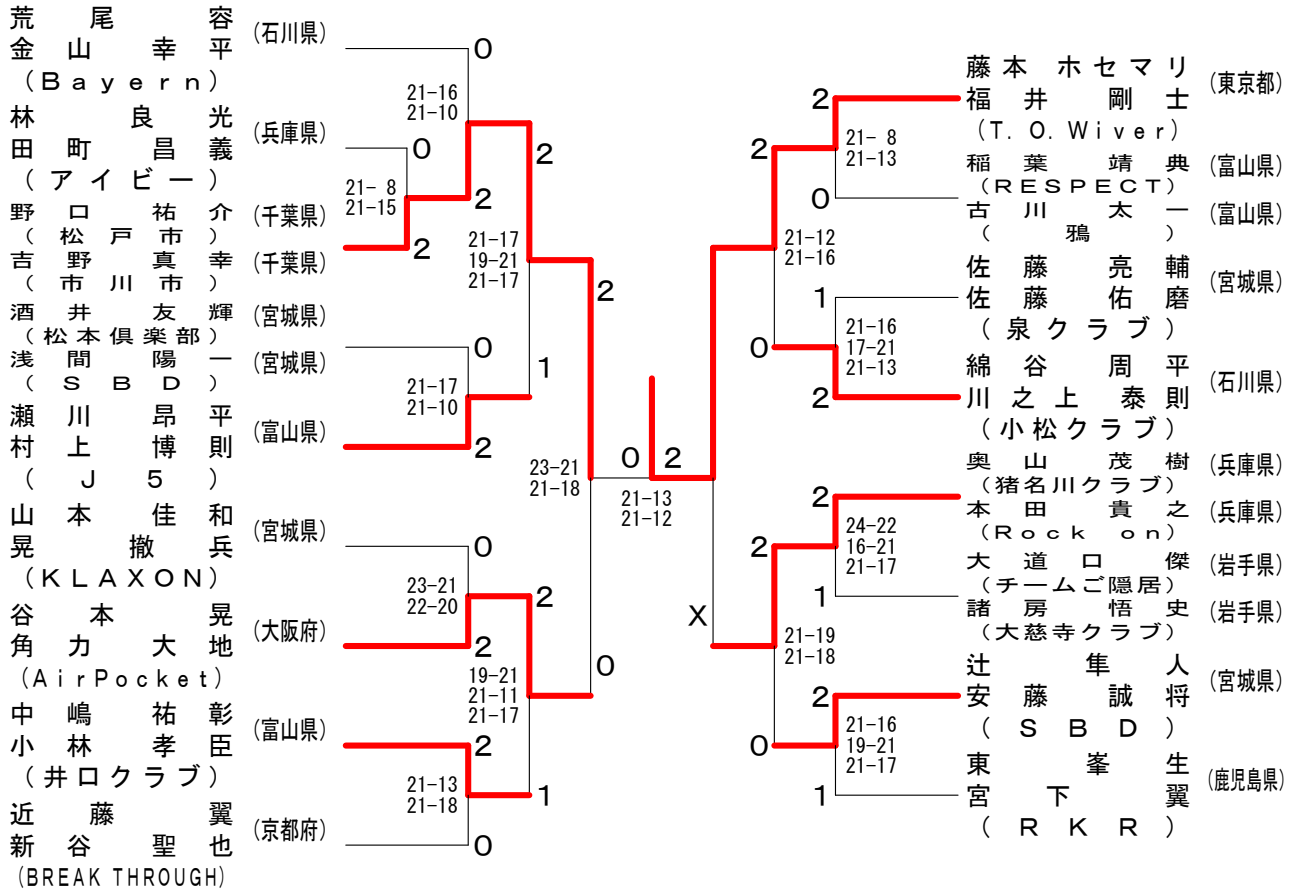 荒尾容
金山幸平
(Bayern)
(石川県)
0
21-16
21-10
林良光
田町昌義
(アイビー)
(兵庫県)
0
21- 8
21-15
2
野口祐介
(松戸市)
(千葉県)
吉野真幸
(市川市)
(千葉県)
2
2
21-17
19-21
21-17
酒井友輝
(松本倶楽部)
(宮城県)
浅間陽一
(SBD)
(宮城県)
0
21-17
21-10
1
瀬川昂平
村上博則
(J5)
(富山県)
2
2
23-21
21-18
山本佳和
晃撤兵
(KLAXON)
(宮城県)
0
23-21
22-20
2
谷本晃
角力大地
(AirPocket)
(大阪府)
2
19-21
21-11
21-17
0
中嶋祐彰
小林孝臣
(井口クラブ)
(富山県)
2
21-13
21-18
1
近藤翼
新谷聖也
(BREAK THROUGH)
(京都府)
0
0 2
21-13
21-12
藤本ホセマリ
福井剛士
(T.O.Wiver)
(東京都)
2
21- 8
21-13
2
稲葉靖典
(RESPECT)
(富山県)
古川太一
(鴉)
(富山県)
0
21-12
21-16
佐藤亮輔
佐藤佑磨
(泉クラブ)
(宮城県)
1
21-16
17-21
21-13
0
綿谷周平
川之上泰則
(小松クラブ)
(石川県)
2
奥山茂樹
(猪名川クラブ)
(兵庫県)
本田貴之
(Rock on)
(兵庫県)
2
24-22
16-21
21-17
2
大道口傑
(チームご隠居)
(岩手県)
諸房悟史
(大慈寺クラブ)
(岩手県)
1
X
21-19
21-18
辻隼人
安藤誠将
(SBD)
(宮城県)
2
21-16
19-21
21-17
0
東峯生
宮下翼
(RKR)
(鹿児島県)
1